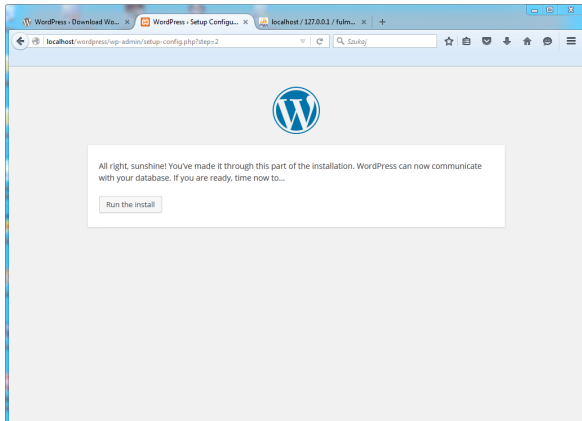 WordPress › Download Wo...
WordPress › Setup Configu...
localhost / 127.0.0.1 / fulm...
localhost/wordpress/wp-admin/setup-config.php?step=2
Szukaj
All right, sunshine! You've made it through this part of the installation. WordPress can now communicate
with your database. If you are ready, time now to...
Run the install